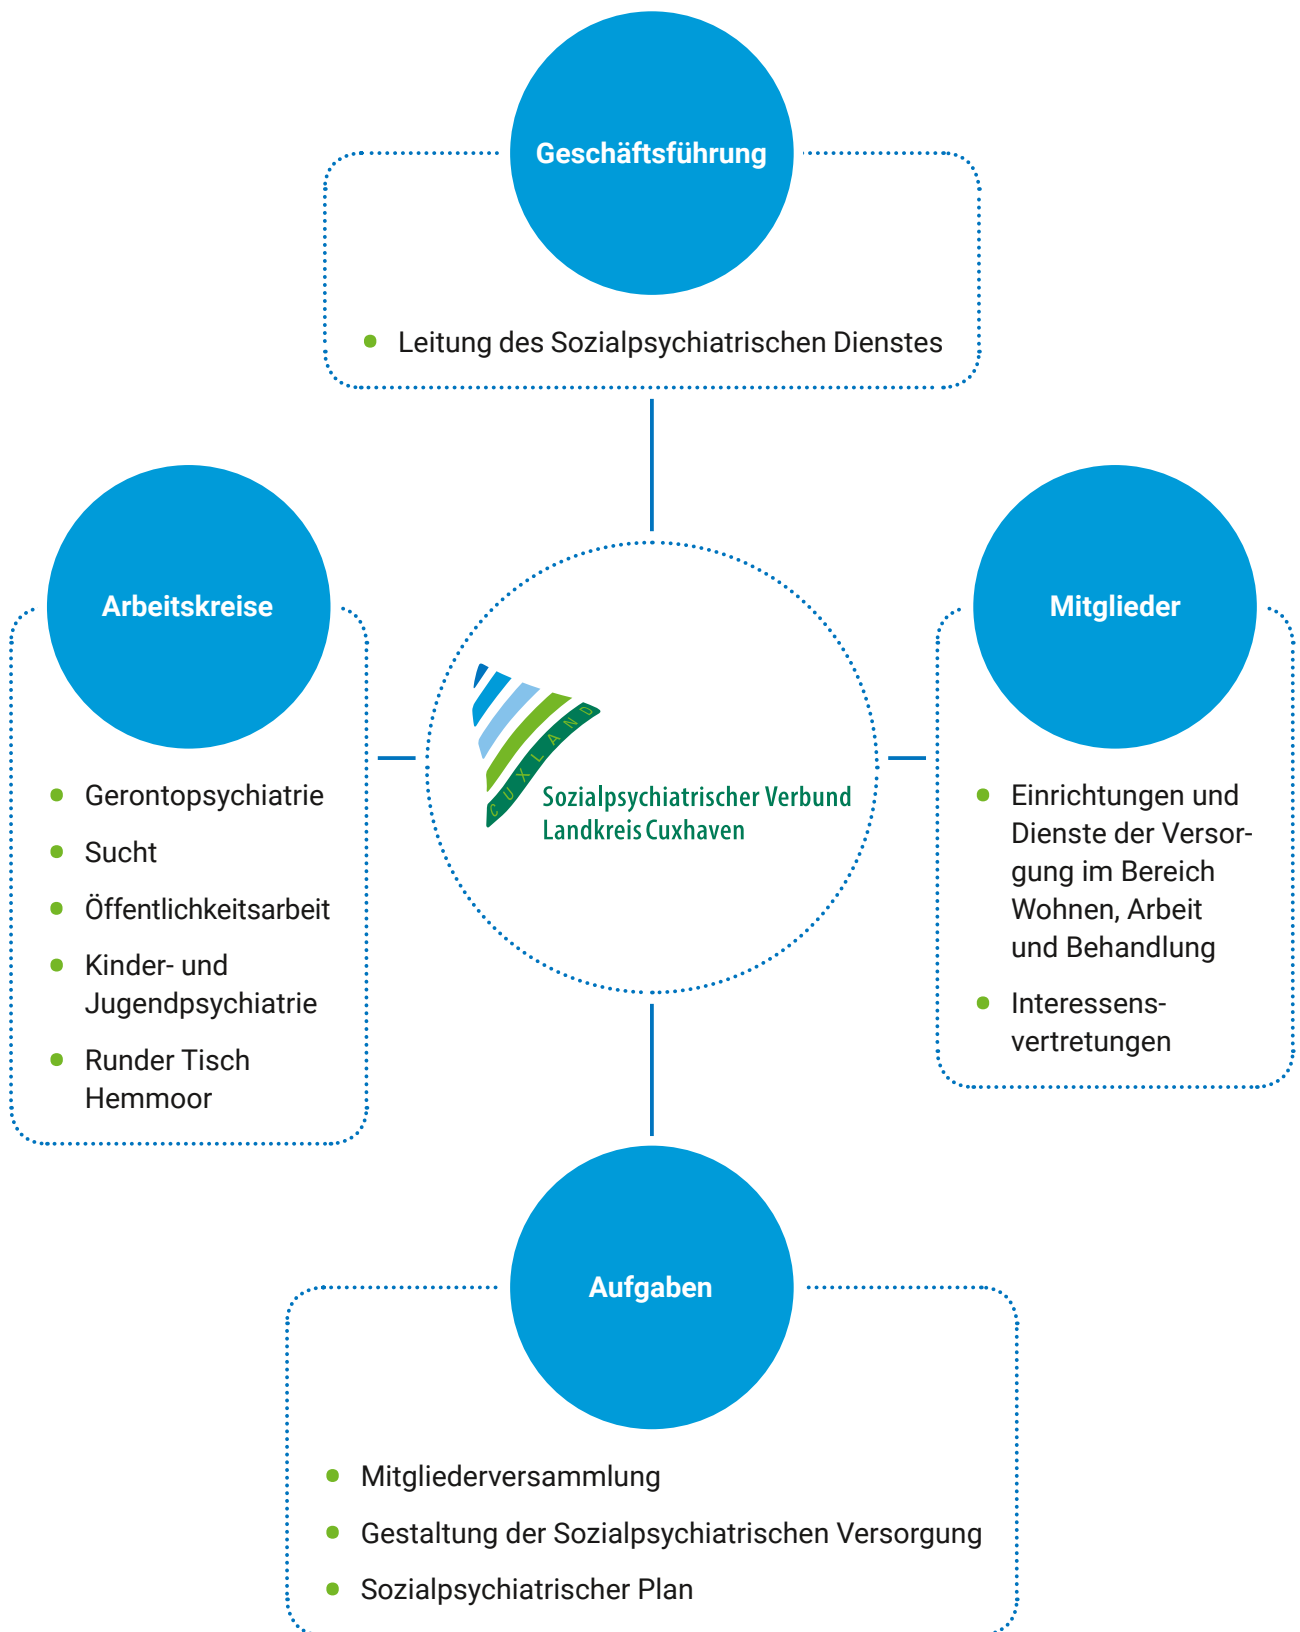 Geschäftsführung
Leitung des Sozialpsychiatrischen Dienstes
Arbeitskreise
Gerontopsychiatrie
Sucht
Öffentlichkeitsarbeit
Kinder- und
Jugendpsychiatrie
Runder Tisch
Hemmoor
CUXLAND
Sozialpsychiatrischer Verbund
Landkreis Cuxhaven
Mitglieder
Einrichtungen und
Dienste der Versor-
gung im Bereich
Wohnen, Arbeit
und Behandlung
Interessens-
vertretungen
Aufgaben
Mitgliederversammlung
Gestaltung der Sozialpsychiatrischen Versorgung
Sozialpsychiatrischer Plan